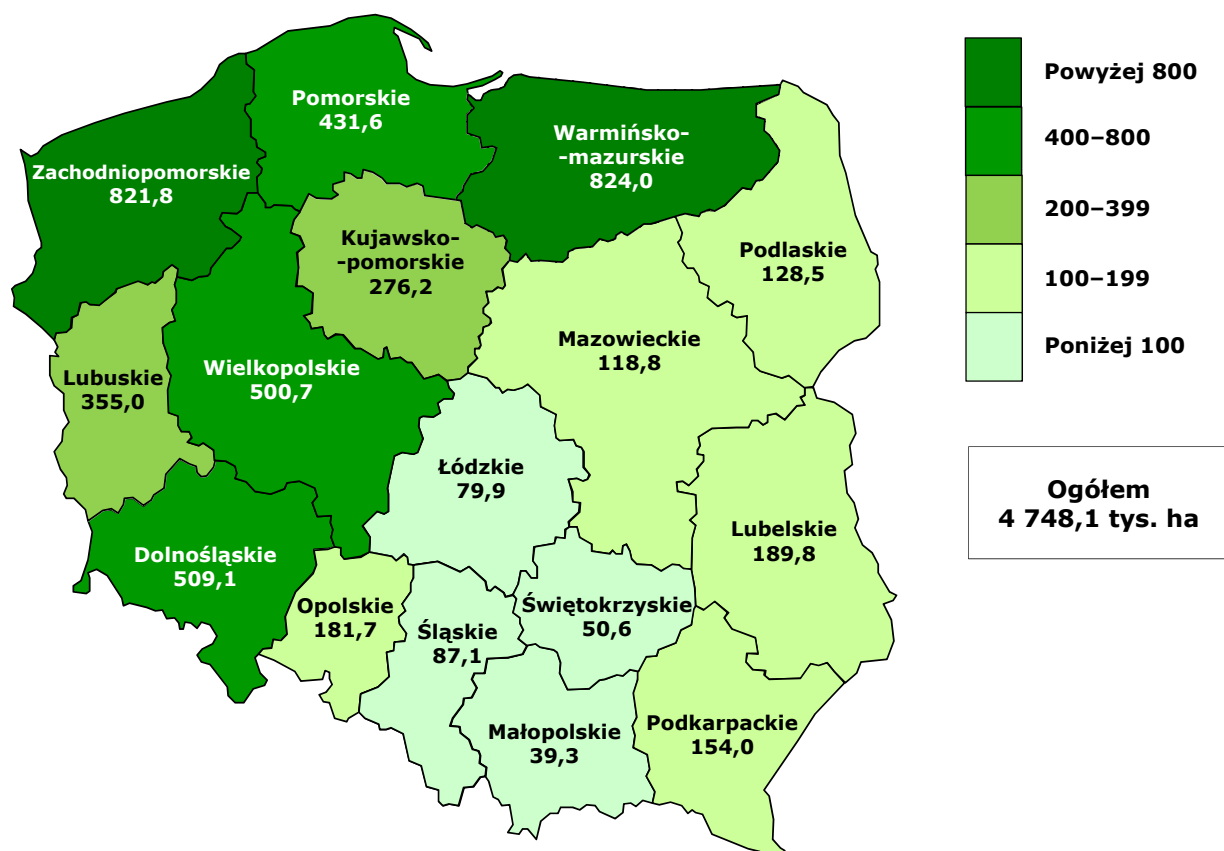 Pomorskie
431,6
Warmińsko-
-mazurskie
824,0
Zachodniopomorskie
821,8
Kujawsko-
-pomorskie
276,2
Podlaskie
128,5
Mazowieckie
118,8
Wielkopolskie
500,7
Lubuskie
355,0
Łódzkie
79,9
Lubelskie
189,8
Dolnośląskie
509,1
Opolskie
181,7
Śląskie
87,1
Świętokrzyskie
50,6
Małopolskie
39,3
Podkarpackie
154,0
Powyżej 800
400–800
200–399
100–199
Poniżej 100
Ogółem
4 748,1 tys. ha